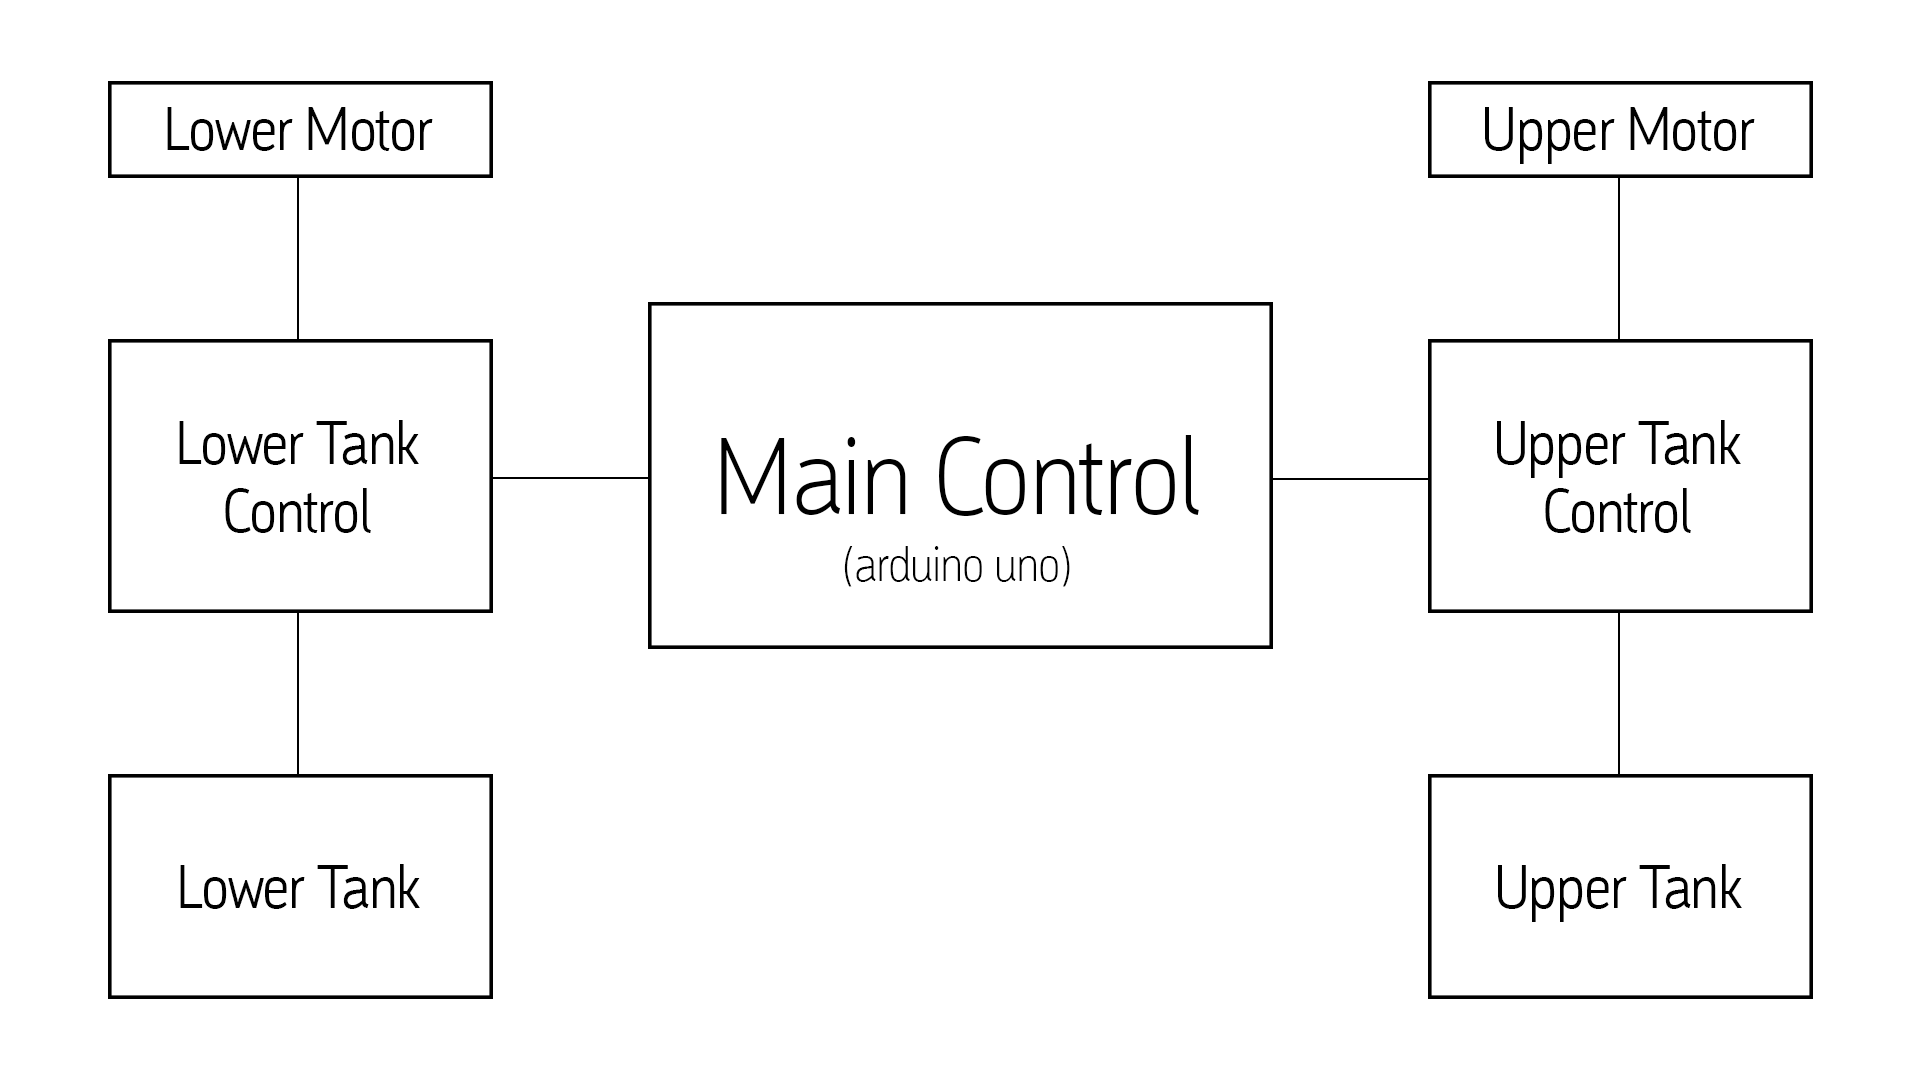 Lower Motor
Upper Motor
Lower Tank
Control
Main Control
(arduino uno)
Upper Tank
Control
Lower Tank
Upper Tank